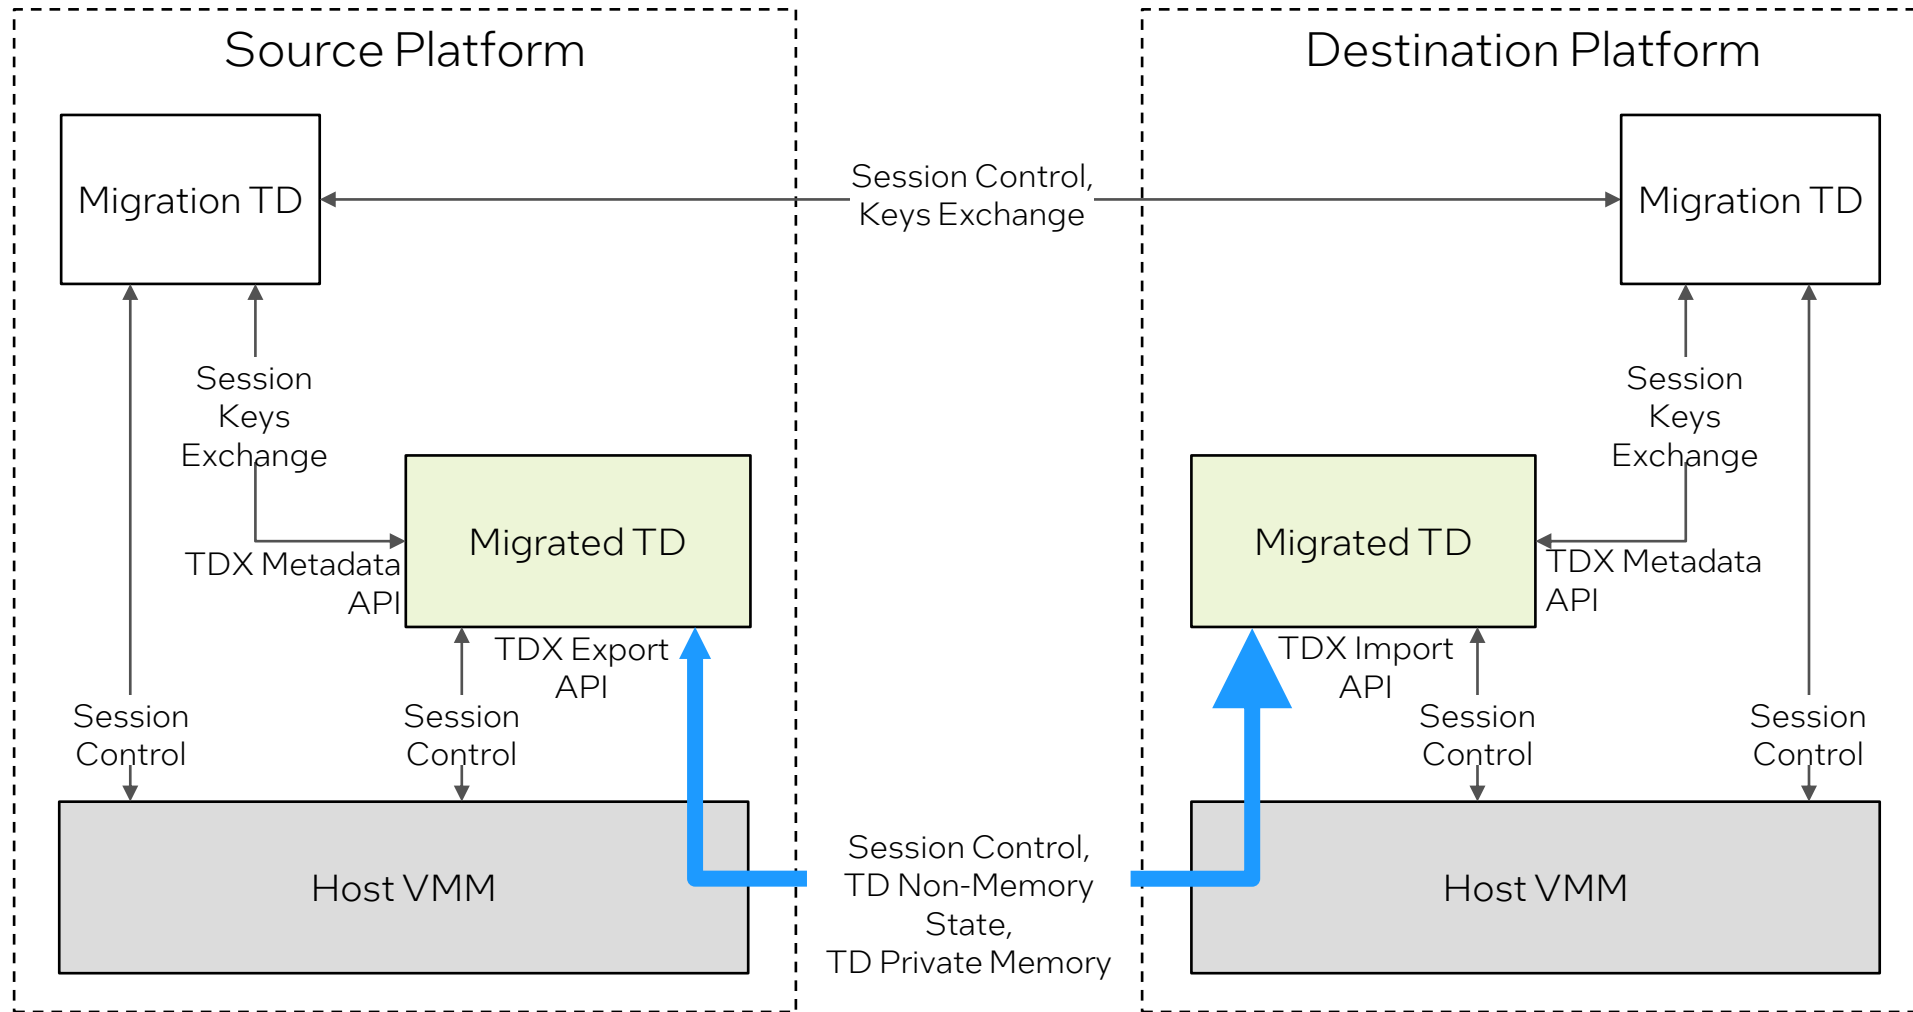 Source Platform
Destination Platform
Migration TD
Session Control,
Keys Exchange
Migration TD
Session
Keys
Exchange
Session
Keys
Exchange
Migrated TD
Migrated TD
TDX Metadata
API
TDX Metadata
API
TDX Export
API
TDX Import
API
Session
Control
Session
Control
Session
Control
Session
Control
Host VMM
Session Control,
TD Non-Memory
State,
TD Private Memory
Host VMM